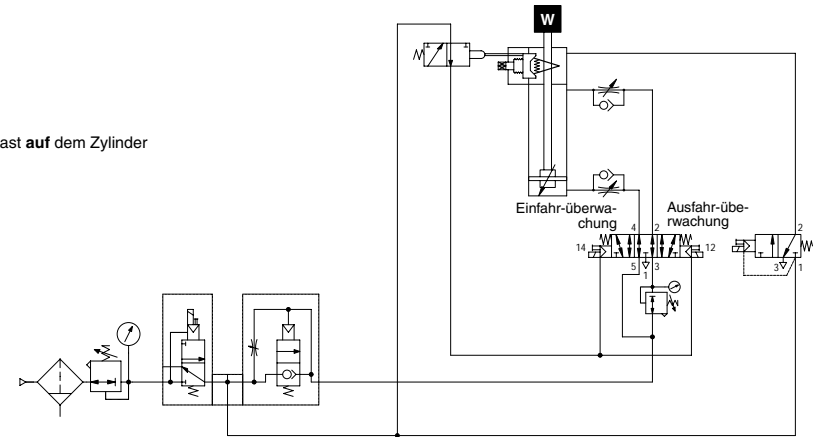 W
ast auf dem Zylinder
Einfahr-überwa-
chung
Ausfahr-übe-
rwachung
4
2
2
14
12
5
3
1
3
1